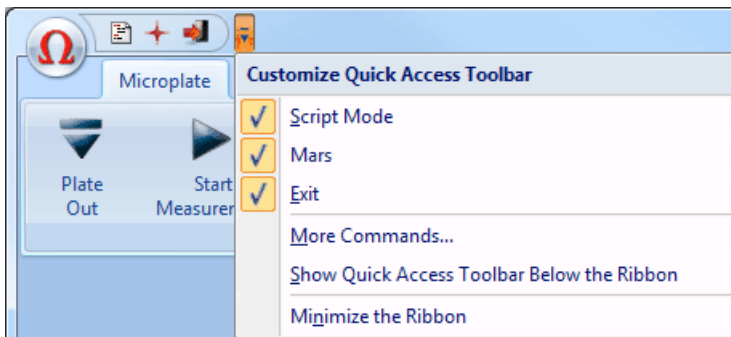 Ω
Customize Quick Access Toolbar
Microplate
Script Mode
Mars
Exit
Plate
Out
Start
More Commands...
Show Quick Access Toolbar Below the Ribbon
Minimize the Ribbon